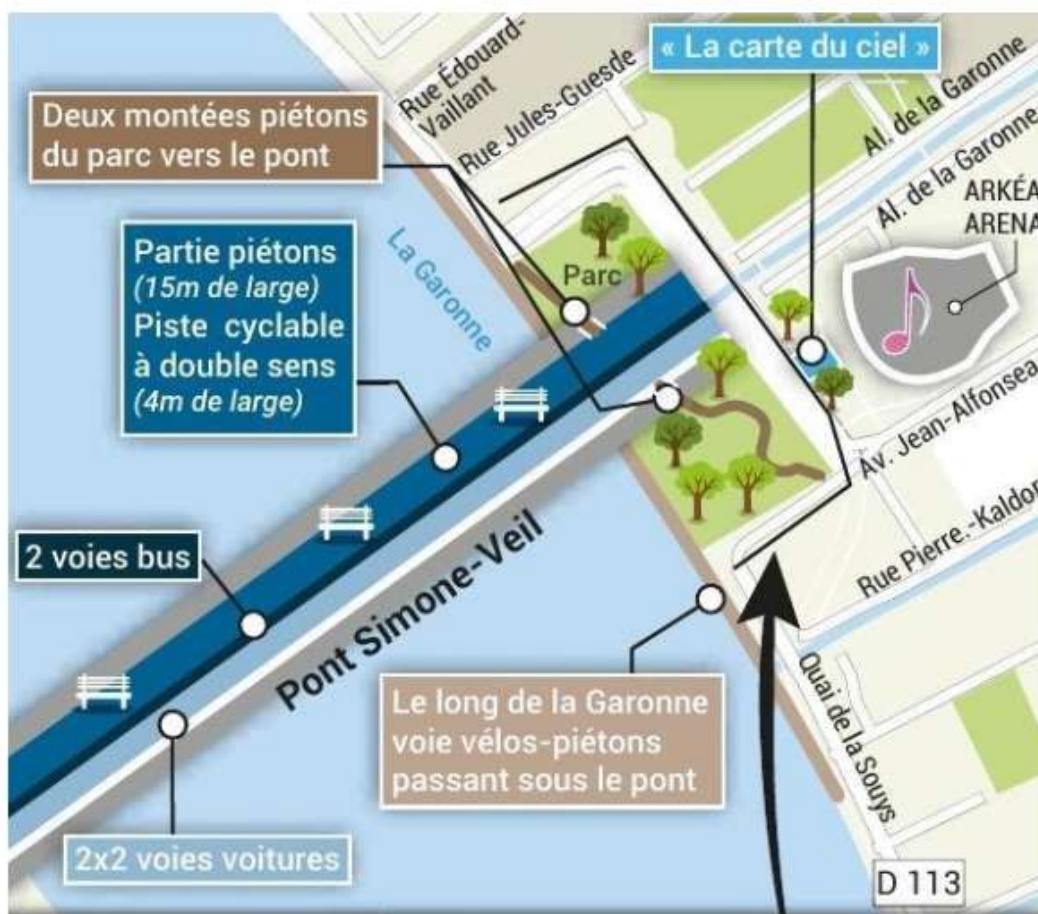 « La carte du ciel »
Rue Édouard-
Vaillant
Rue Jules-Guesde
Al. de la Garonne
Al. de la Garonne
Deux montées piétons
du parc vers le pont
ARKÉA
ARENA
Partie piétons
(15m de large)
Piste cyclable
à double sens
(4m de large)
La Garonne
Parc
Av. Jean-Alfonsea
2 voies bus
Pont Simone-Veil
Rue Pierre.-Kaldor
Le long de la Garonne
voie vélos-piétons
passant sous le pont
Quai de la Souys
2x2 voies voitures
D 113